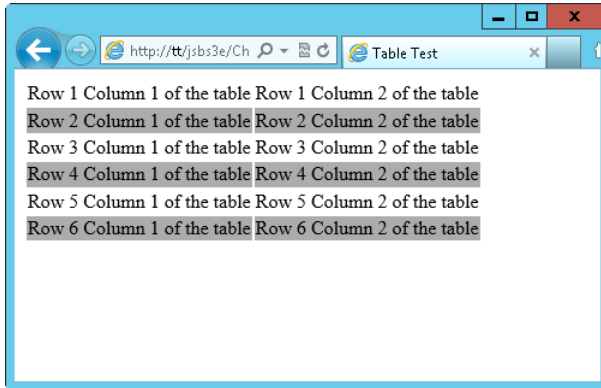 http://tt/jsbs3e/Ch
Table Test
Row 1 Column 1 of the table Row 1 Column 2 of the table
Row 2 Column 1 of the table Row 2 Column 2 of the table
Row 3 Column 1 of the table Row 3 Column 2 of the table
Row 4 Column 1 of the table Row 4 Column 2 of the table
Row 5 Column 1 of the table Row 5 Column 2 of the table
Row 6 Column 1 of the table Row 6 Column 2 of the table